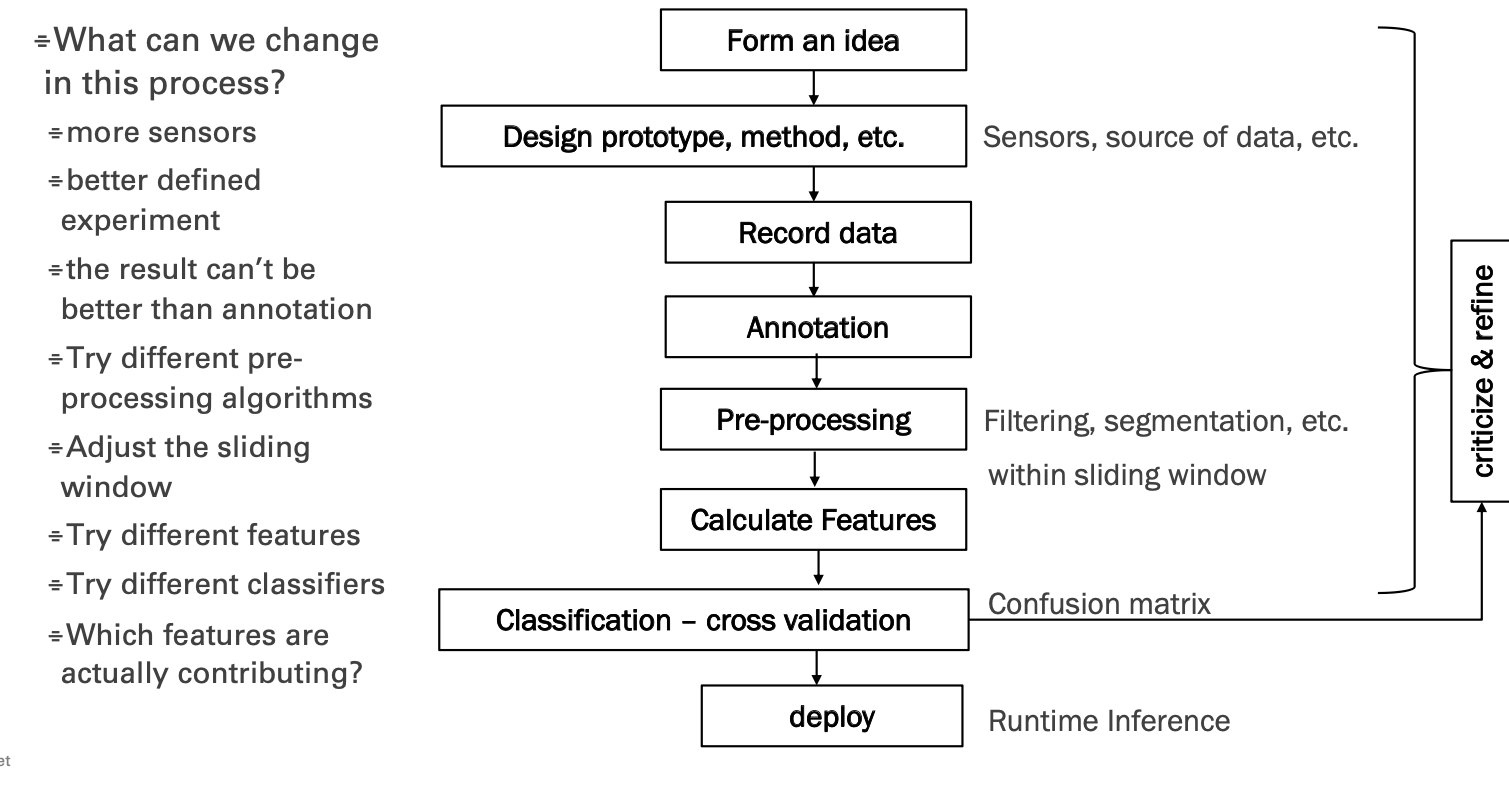 What can we change
in this process?
more sensors
better defined
experiment
the result can't be
better than annotation
Try different pre-
processing algorithms
Adjust the sliding
window
Try different features
Try different classifiers
Which features are
actually contributing?
Form an idea
Design prototype, method, etc.
Sensors, source of data, etc.
Record data
Annotation
Pre-processing
Filtering, segmentation, etc.
within sliding window
Calculate Features
Classification – cross validation
Confusion matrix
deploy
Runtime Inference
criticize & refine
et